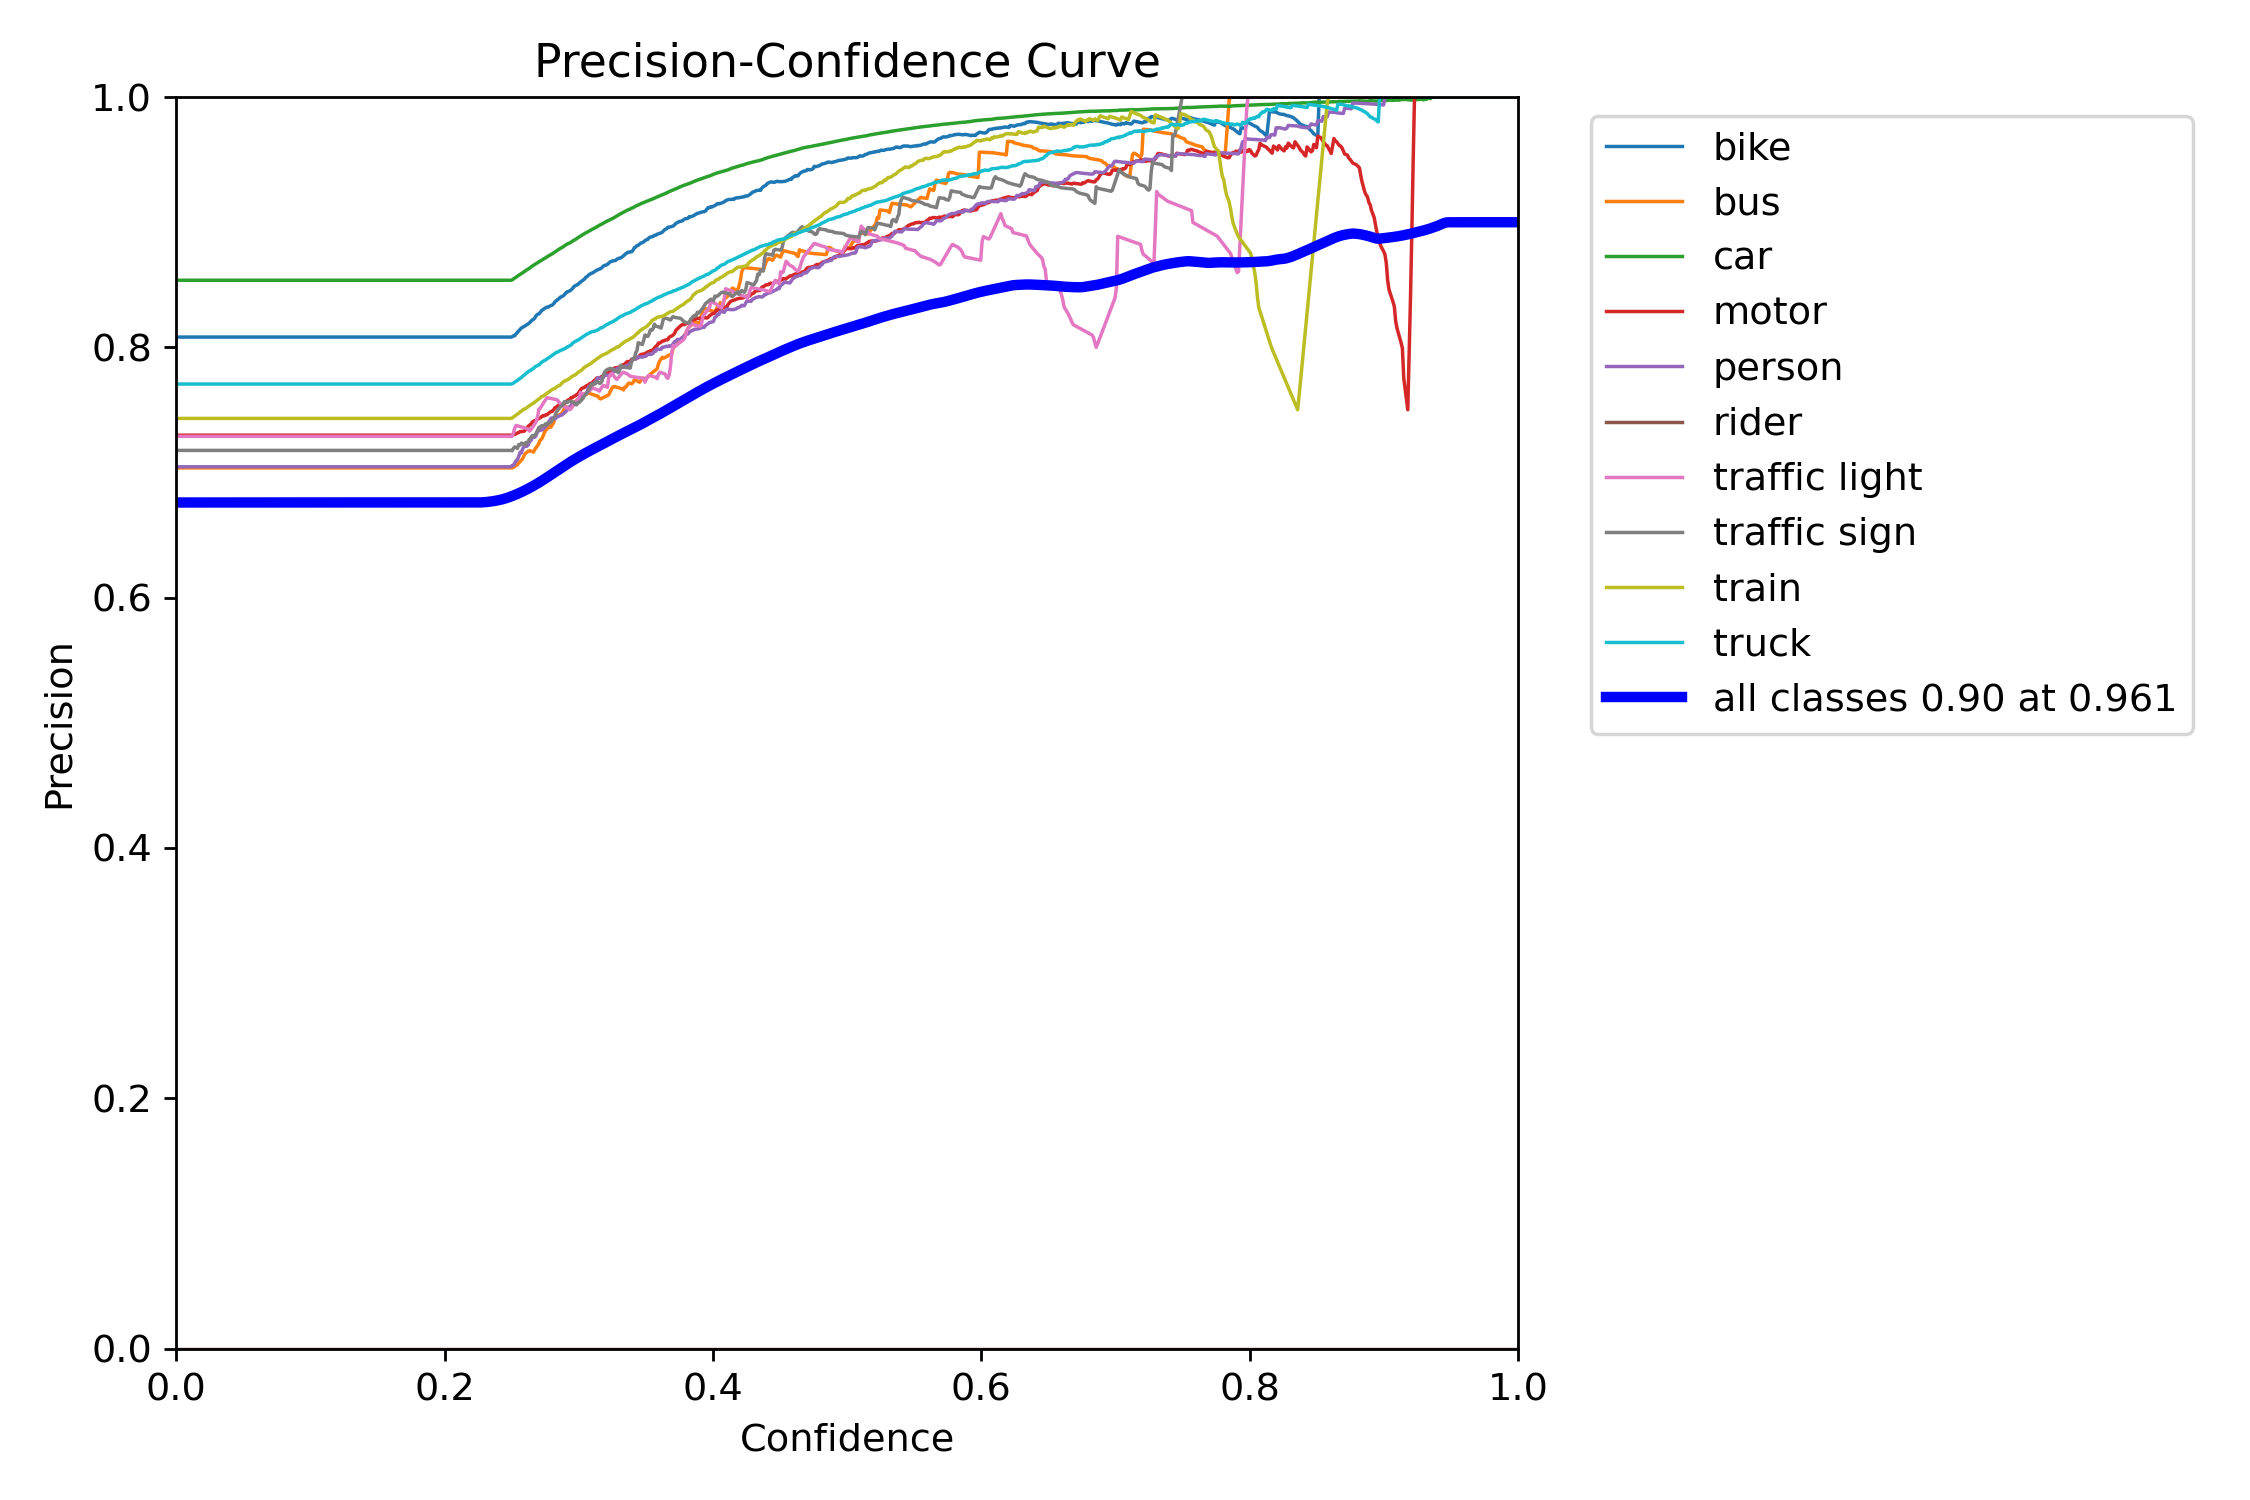 Precision-Confidence Curve
1.0
0.8
0.6
0.4
0.2
0.0
Precision
0.0 0.2 0.4 0.6 0.8 1.0
Confidence
bike
bus
car
motor
person
rider
traffic light
traffic sign
train
truck
all classes 0.90 at 0.961